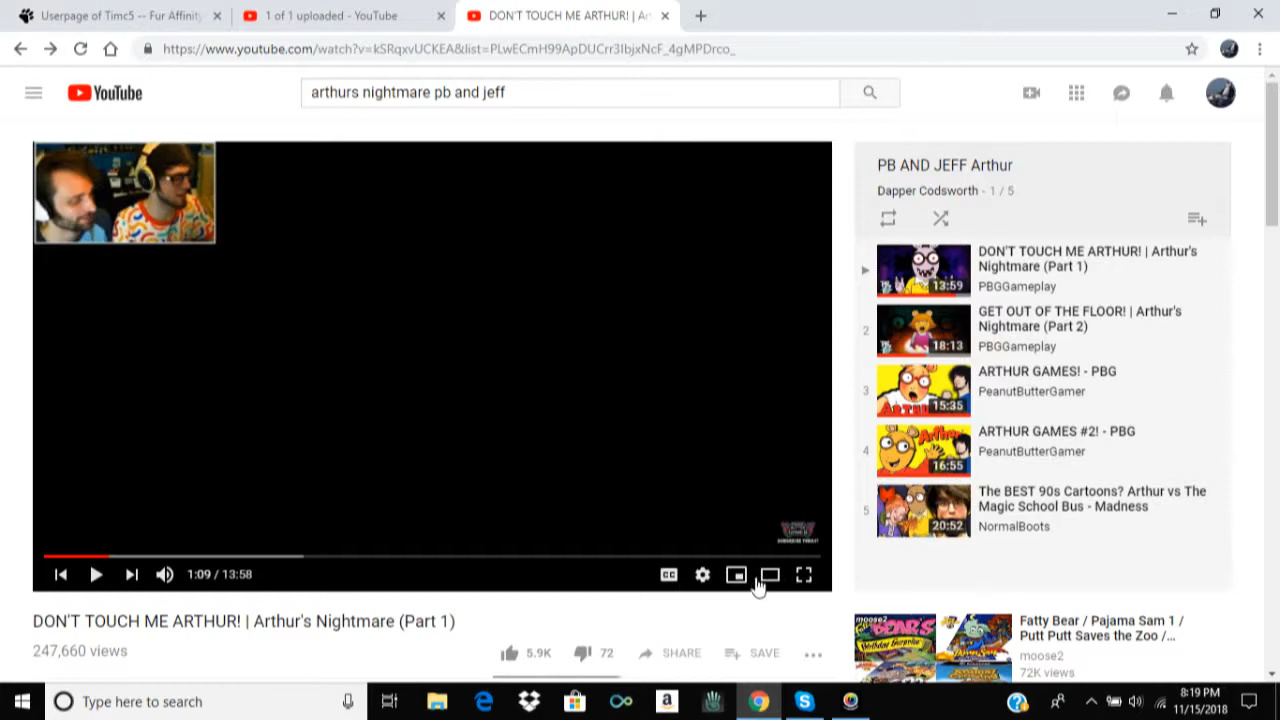 Userpage of Timc5 -- Fur Affinity
1 of 1 uploaded - YouTube
DON'T TOUCH ME ARTHUR! | Ar
https://www.youtube.com/watch?v=kSRqxvUCKEA&list=PLwECmH99ApDUCrr3IbjxNcF_4gMPDrco_
YouTube
arthurs nightmare pb and jeff
PB AND JEFF Arthur
Dapper Codsworth - 1 / 5
DON'T TOUCH ME ARTHUR! | Arthur's
Nightmare (Part 1)
PBGGameplay
13:59
2
GET OUT OF THE FLOOR! | Arthur's
Nightmare (Part 2)
PBGGameplay
18:13
3
ARTHUR GAMES! - PBG
PeanutButterGamer
15:35
4
ARTHUR GAMES #2! - PBG
PeanutButterGamer
16:55
5
The BEST 90s Cartoons? Arthur vs The
Magic School Bus - Madness
NormalBoots
20:52
1:09 / 13:58
CC
DON'T TOUCH ME ARTHUR! | Arthur's Nightmare (Part 1)
247,660 views
5.9K
72
SHARE
SAVE
moose2
Fatty Bear / Pajama Sam 1 /
Putt Putt Saves the Zoo /...
moose2
72K views
Type here to search
8:19 PM
11/15/2018